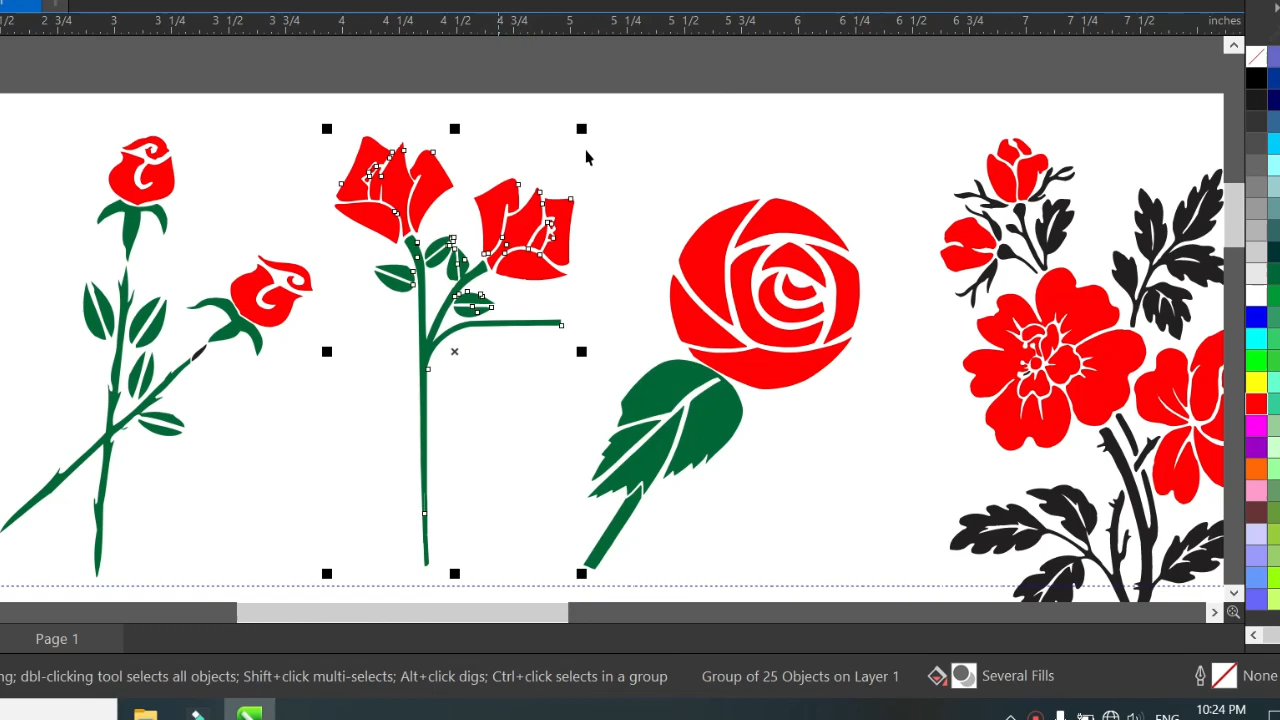 1/2 2 3/4 3 3 1/4 3 1/2 3 3/4 4 4 1/4 4 1/2 4 3/4 5 5 1/4 5 1/2 5 3/4 6 6 1/4 6 1/2 6 3/4 7 7 1/4 7 1/2 inches
Page 1
ng; dbl-clicking tool selects all objects; Shift+click multi-selects; Alt+click digs; Ctrl+click selects in a group Group of 25 Objects on Layer 1 Several Fills None
ENG 10:24 PM